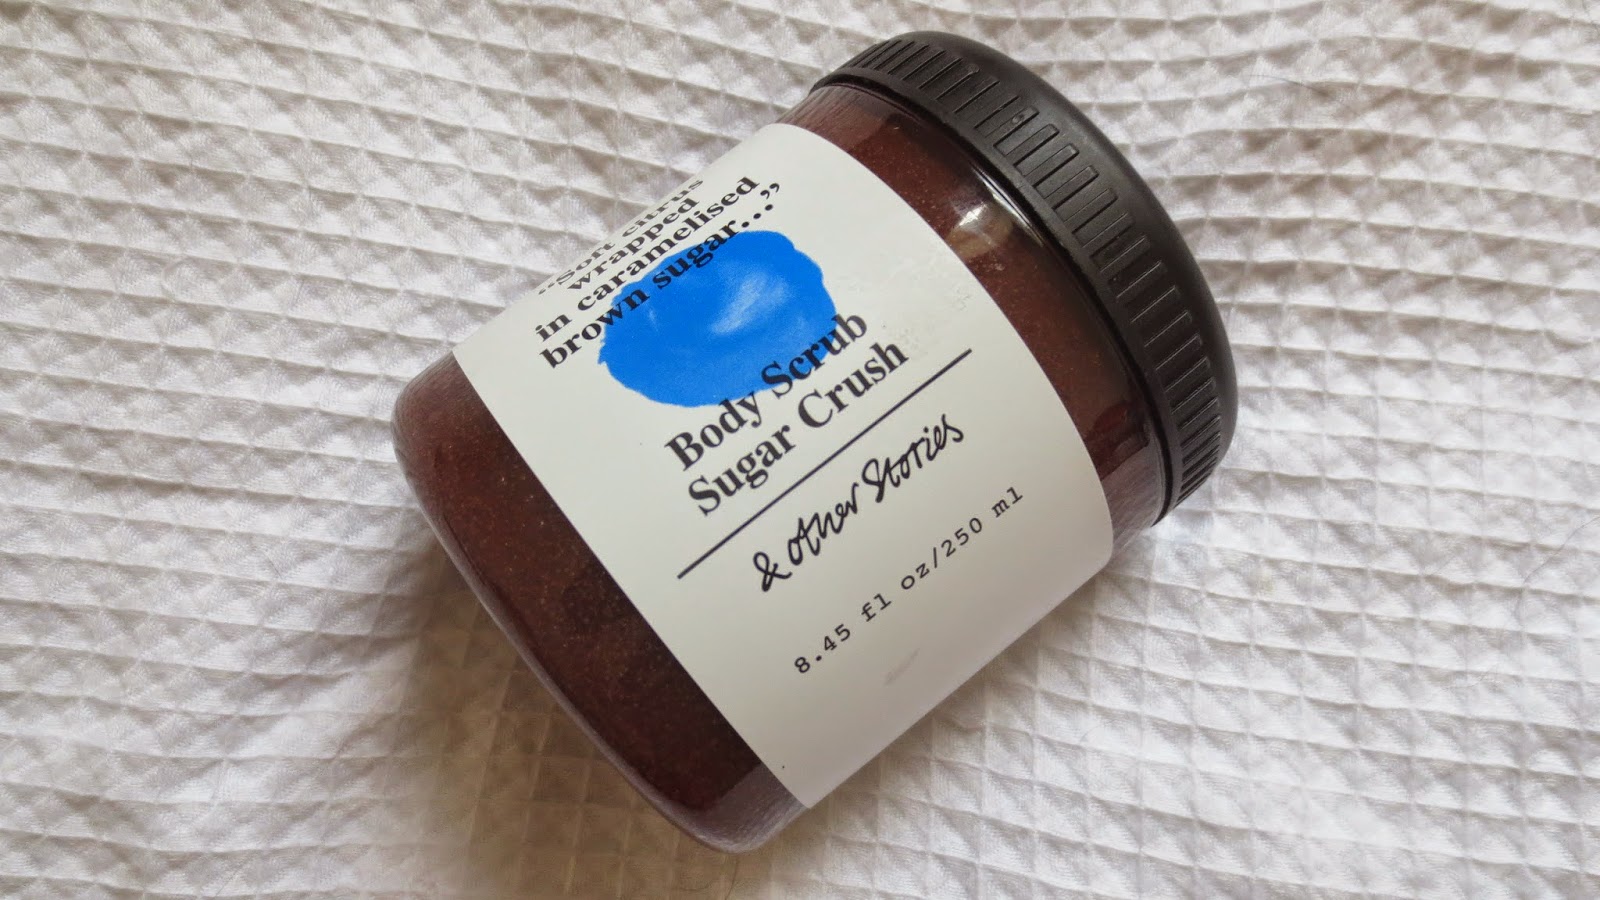 “Soft citrus
wrapped
in caramelised
brown sugar...”
Body Scrub
Sugar Crush
& Other Stories
8.45 fl oz/250 ml